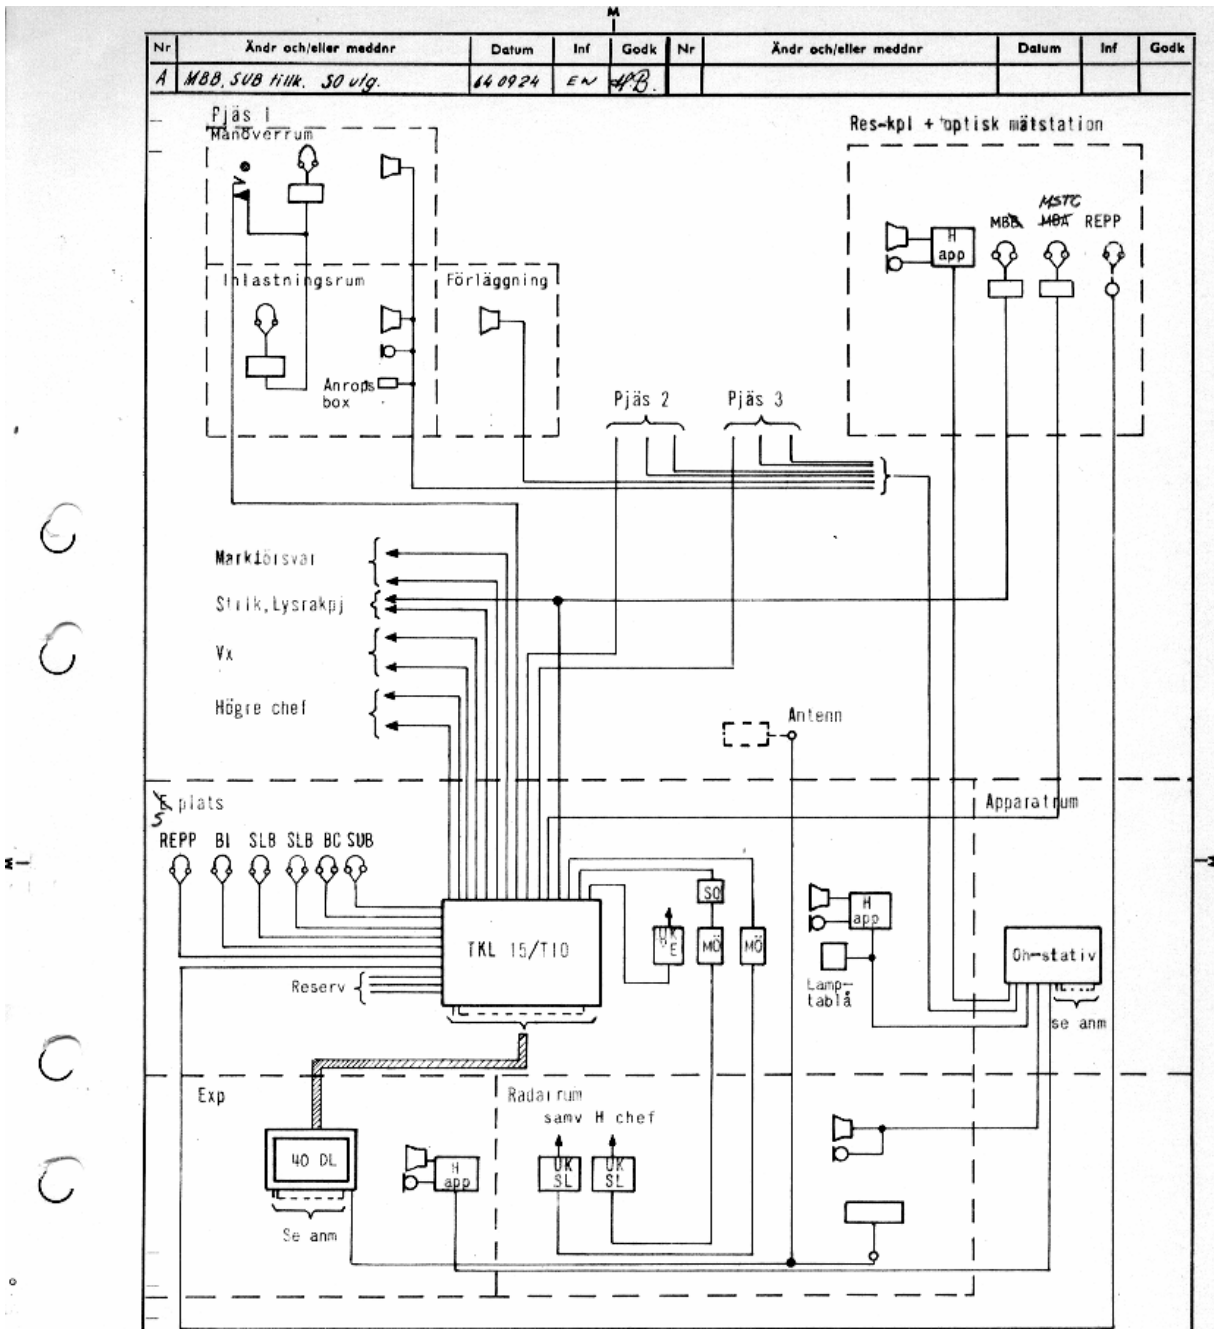 M
Nr Ändr och/eller meddnr Datum Inf Godk Nr Ändr och/eller meddnr Datum Inf Godk
A MBB, SUB tillk. SO utg. 640924 EN
Pjäs 1
Manöverrum
Res-kpl + optisk mätstation
MSTC
MBB MBA REPP
H
app
Inlastningsrum Förläggning
Anrops
box
Pjäs 2 Pjäs 3
Markförsvar
Strilk, Lysrakpj
Vx
Högre chef
Antenn
E plats
S
Apparatrum
REPP BI SLB SLB BC SUB
SO
H
app
UK
E
MÖ MÖ
TKL 15/T10
Oh-stativ
Lamp-
tablå
Reserv
se anm
Exp
Radarrum
samv H chef
40 DL
H
app
UK
SL
UK
SL
Se anm